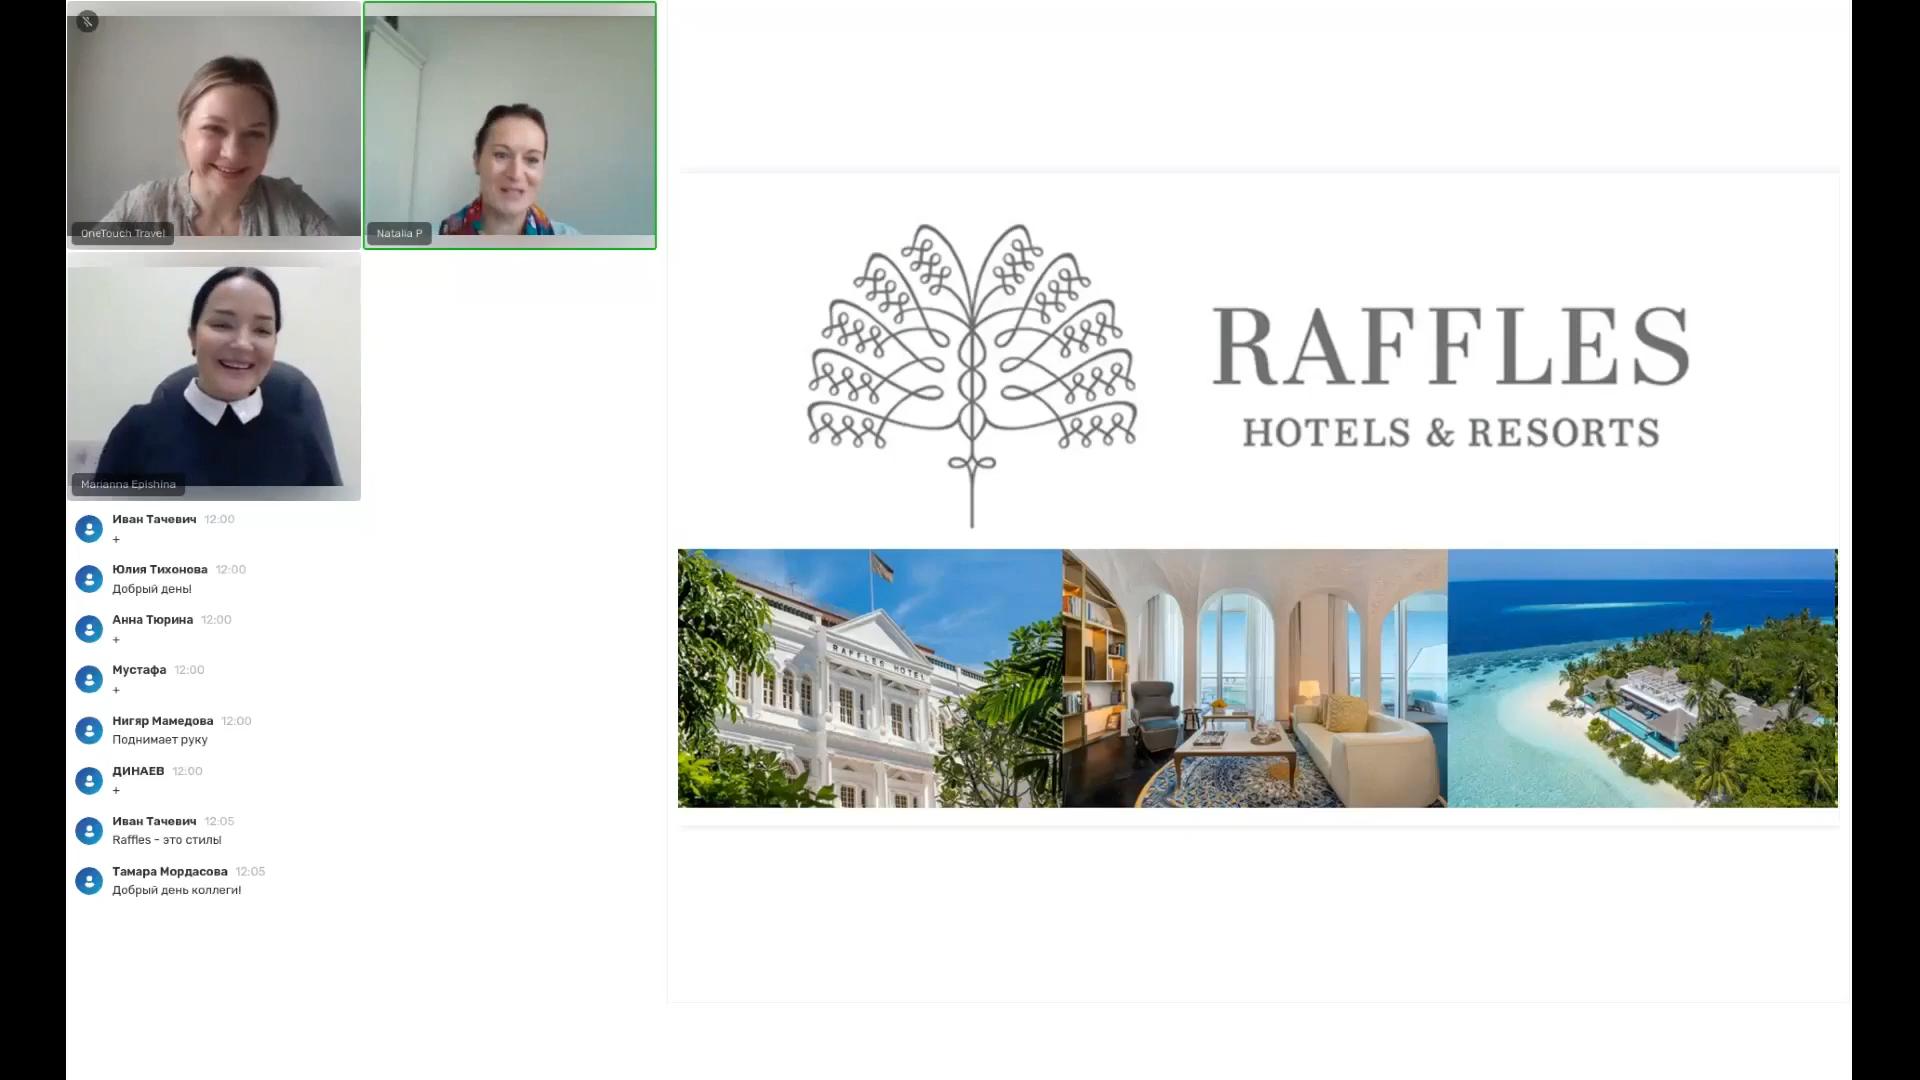 OneTouch Travel
Natalia P
Marianna Epishina
Иван Тачевич 12:00
+
Юлия Тихонова 12:00
Добрый день!
Анна Тюрина 12:00
+
Мустафа 12:00
+
Нигяр Мамедова 12:00
Поднимает руку
ДИНАЕВ 12:00
+
Иван Тачевич 12:05
Raffles - это стиль!
Тамара Мордасова 12:05
Добрый день коллеги!
RAFFLES
HOTELS & RESORTS
RAFFLES HOTEL